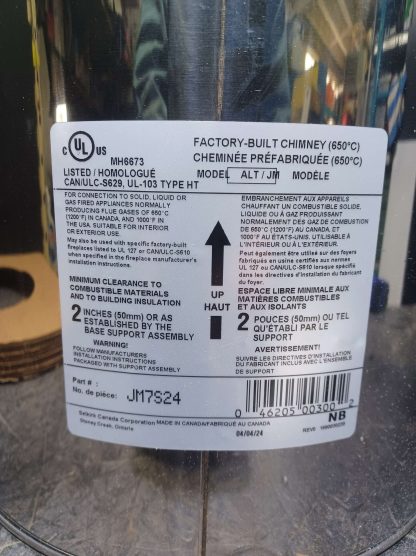 C UL US
MH6673
LISTED / HOMOLOGUÉ
CAN/ULC-S629, UL-103 TYPE HT
FACTORY-BUILT CHIMNEY (650°C)
CHEMINÉE PRÉFABRIQUÉE (650°C)
MODEL ALT / JM MODÈLE
FOR CONNECTION TO SOLID, LIQUID OR
GAS FIRED APPLIANCES NORMALLY
PRODUCING FLUE GASES OF 650°C
(1200°F) IN CANADA, AND 1000°F IN
THE USA. SUITABLE FOR INTERIOR
OR EXTERIOR USE.
May also be used with specific factory-built
fireplaces listed to UL 127 or CAN/ULC-S610
when specified in the fireplace manufacturer's
installation instructions.
MINIMUM CLEARANCE TO
COMBUSTIBLE MATERIALS
AND TO BUILDING INSULATION
2 INCHES (50mm) OR AS
ESTABLISHED BY THE
BASE SUPPORT ASSEMBLY
WARNING!
FOLLOW MANUFACTURERS
INSTALLATION INSTRUCTIONS
PACKAGED WITH SUPPORT ASSEMBLY
UP
HAUT
EMBRANCHEMENT AUX APPAREILS
CHAUFFANT UN COMBUSTIBLE SOLIDE,
LIQUIDE OU À GAZ PRODUISANT
NORMALEMENT DES GAZ DE COMBUSTION
DE 650°C (1200°F) AU CANADA, ET
1000°F AU ÉTATS-UNIS, UTILISABLE À
L'INTÉRIEUR OU À L'EXTÉRIEUR.
Peut également être utilisé sur des foyers
fabriqués en usine certifiés aux normes
UL 127 ou CAN/ULC-S610 lorsque spécifié
dans les directives d'installation du fabricant
du foyer.
ESPACE LIBRE MINIMALE AUX
MATIÈRES COMBUSTIBLES
ET AUX ISOLANTS
2 POUCES (50mm) OU TEL
QU'ÉTABLI PAR LE
SUPPORT
AVERTISSEMENT!
SUIVRE LES DIRECTIVES D'INSTALLATION
DU FABRICANT INCLUS AVEC L'ENSEMBLE
DE SUPPORT
Part # :
No. de pièce: JM7S24
0 46205 00300 2
NB
Selkirk Canada Corporation MADE IN CANADA/FABRIQUÉ AU CANADA
Stoney Creek, Ontario
04/04/24
REV6